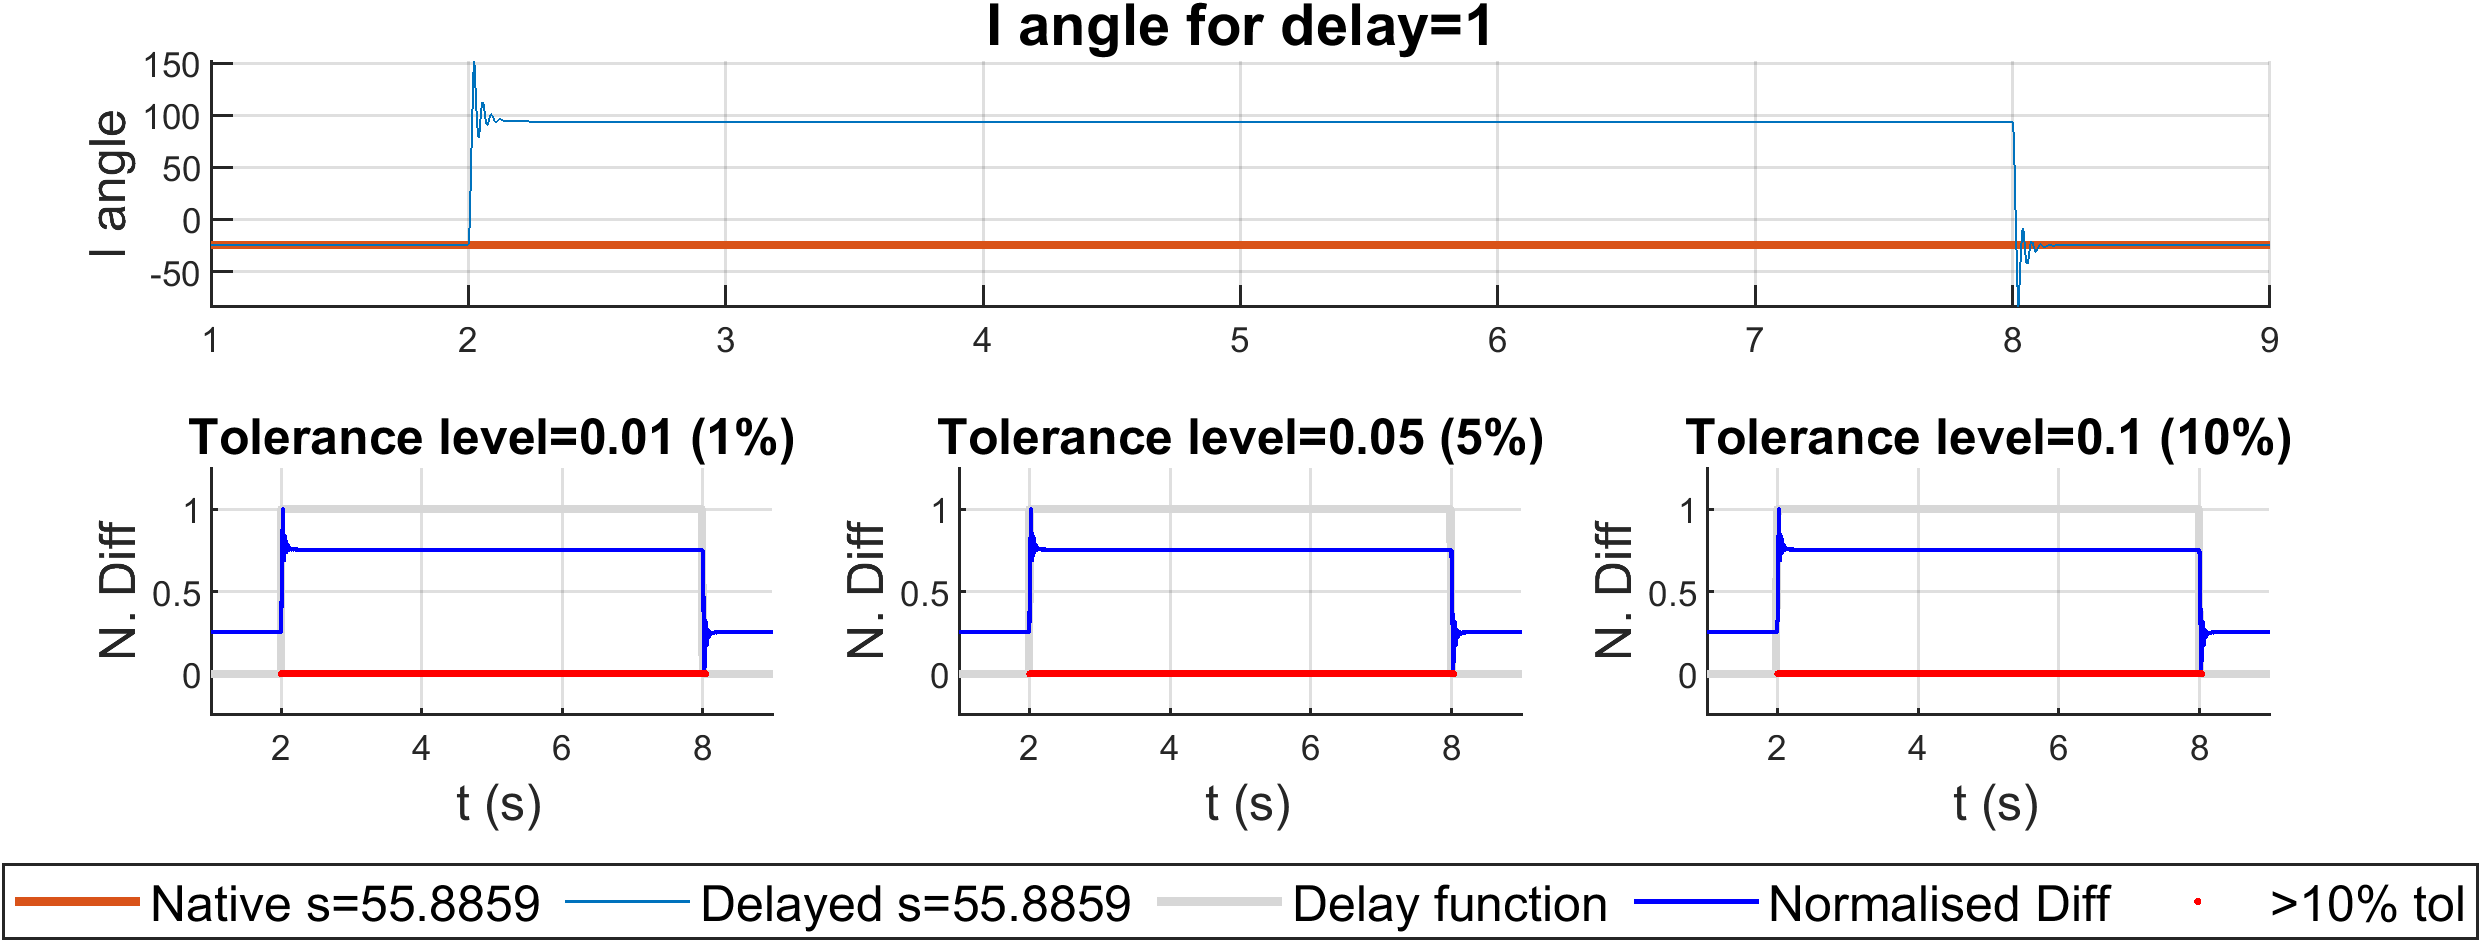 I angle for delay=1
I angle
150
100
50
0
-50
1 2 3 4 5 6 7 8 9
Tolerance level=0.01 (1%)
N. Diff
1
0.5
0
2 4 6 8
t (s)
Tolerance level=0.05 (5%)
N. Diff
1
0.5
0
2 4 6 8
t (s)
Tolerance level=0.1 (10%)
N. Diff
1
0.5
0
2 4 6 8
t (s)
Native s=55.8859 Delayed s=55.8859 Delay function Normalised Diff >10% tol